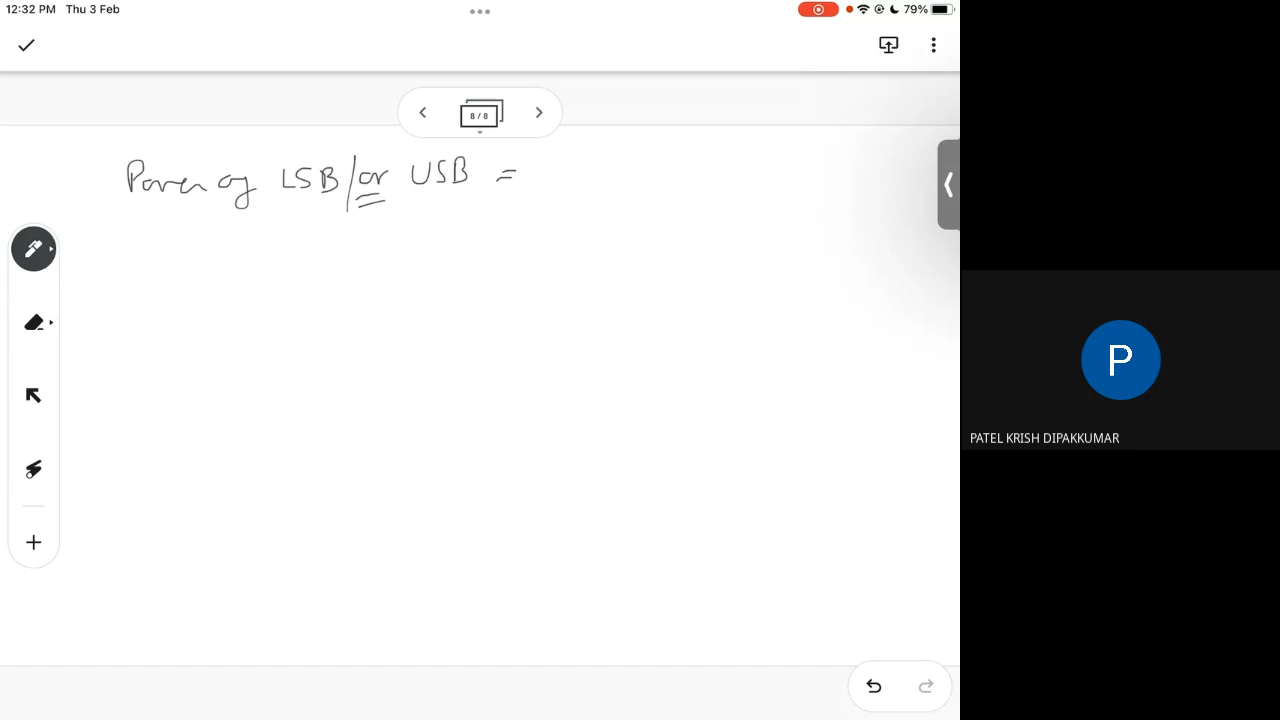 12:32 PM Thu 3 Feb
79%
8 / 8
Power of LSB/or USB =
P
PATEL KRISH DIPAKKUMAR